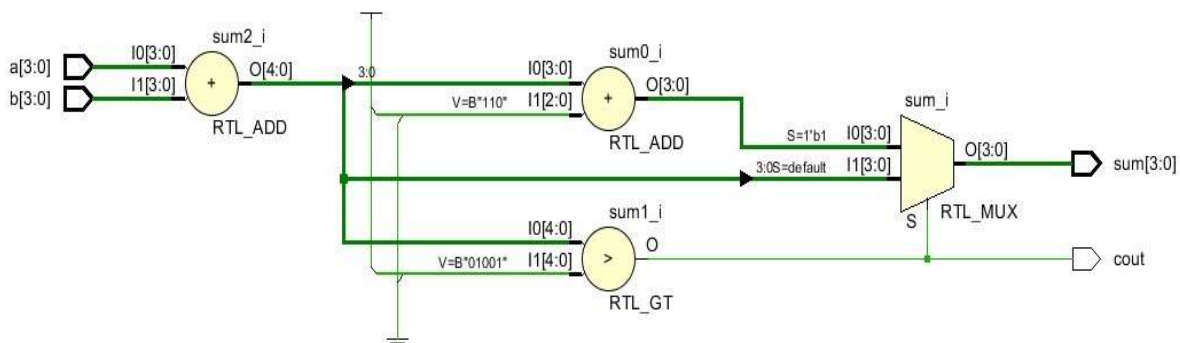 sum2_i
a[3:0]
b[3:0]
I0[3:0]
I1[3:0]
+
O[4:0]
RTL_ADD
3:0
V=B"110"
sum0_i
I0[3:0]
I1[2:0]
+
O[3:0]
RTL_ADD
sum_i
S=1'b1
I0[3:0]
3:0S=default
I1[3:0]
O[3:0]
S
RTL_MUX
sum[3:0]
sum1_i
I0[4:0]
V=B"01001"
I1[4:0]
>
O
RTL_GT
cout